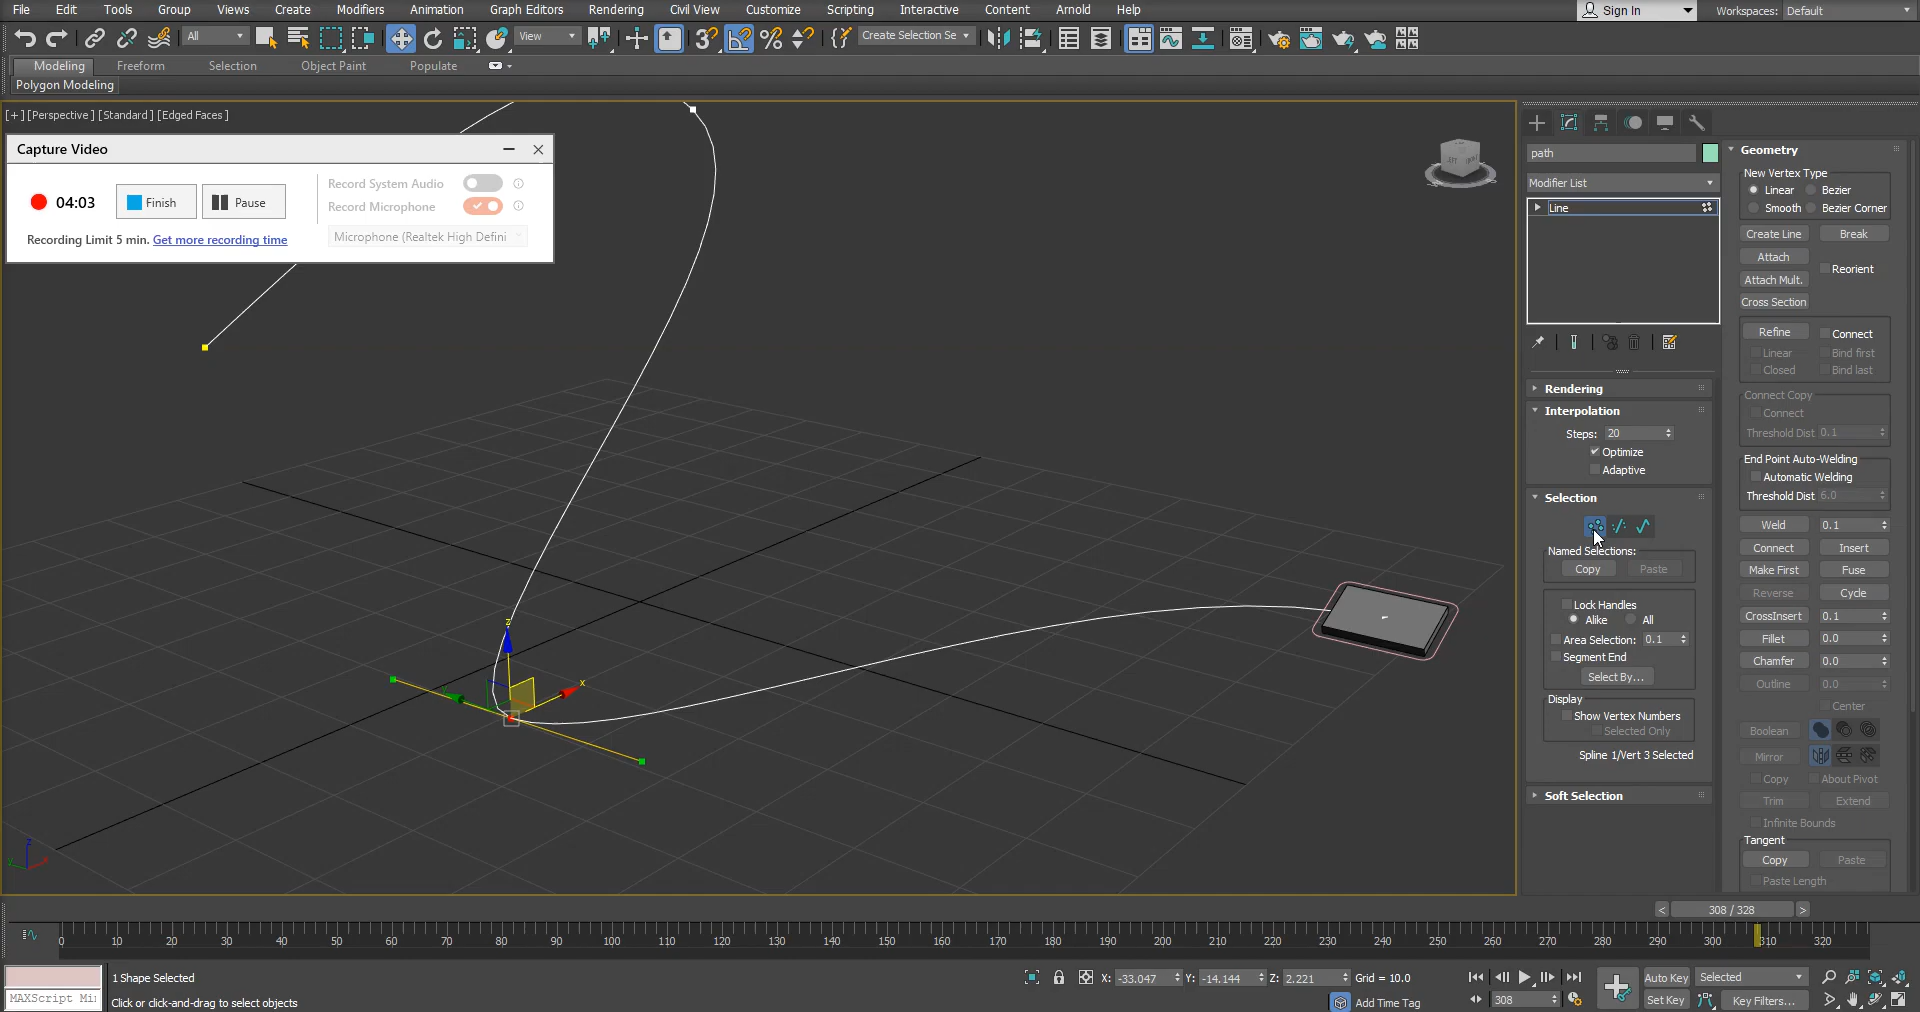 File Edit Tools Group Views Create Modifiers Animation Graph Editors Rendering Civil View Customize Scripting Interactive Content Arnold Help Sign In Workspaces: Default
All View Create Selection Se
Modeling Freeform Selection Object Paint Populate
Polygon Modeling
[+] [Perspective] [Standard] [Edged Faces]
Capture Video
04:03 Finish Pause
Record System Audio
Record Microphone
Recording Limit 5 min. Get more recording time
Microphone (Realtek High Defini
z
x
path
Modifier List
Line
Rendering
Interpolation
Steps: 20
Optimize
Adaptive
Selection
Named Selections:
Copy Paste
Lock Handles
Alike All
Area Selection: 0.1
Segment End
Select By...
Display
Show Vertex Numbers
Selected Only
Spline 1/Vert 3 Selected
Soft Selection
Geometry
New Vertex Type
Linear Bezier
Smooth Bezier Corner
Create Line Break
Attach
Reorient
Attach Mult.
Cross Section
Refine Connect
Linear Bind first
Closed Bind last
Connect Copy
Connect
Threshold Dist 0.1
End Point Auto-Welding
Automatic Welding
Threshold Dist 6.0
Weld 0.1
Connect Insert
Make First Fuse
Reverse Cycle
CrossInsert 0.1
Fillet 0.0
Chamfer 0.0
Outline 0.0
Center
Boolean
Mirror
Copy About Pivot
Trim Extend
Infinite Bounds
Tangent
Copy Paste
Paste Length
z
y x
< 308 / 328 >
0 10 20 30 40 50 60 70 80 90 100 110 120 130 140 150 160 170 180 190 200 210 220 230 240 250 260 270 280 290 300 310 320
1 Shape Selected
X: -33.047 Y: -14.144 Z: 2.221 Grid = 10.0
Auto Key Selected
MAXScript Mi
Click or click-and-drag to select objects
Add Time Tag
308
Set Key Key Filters...